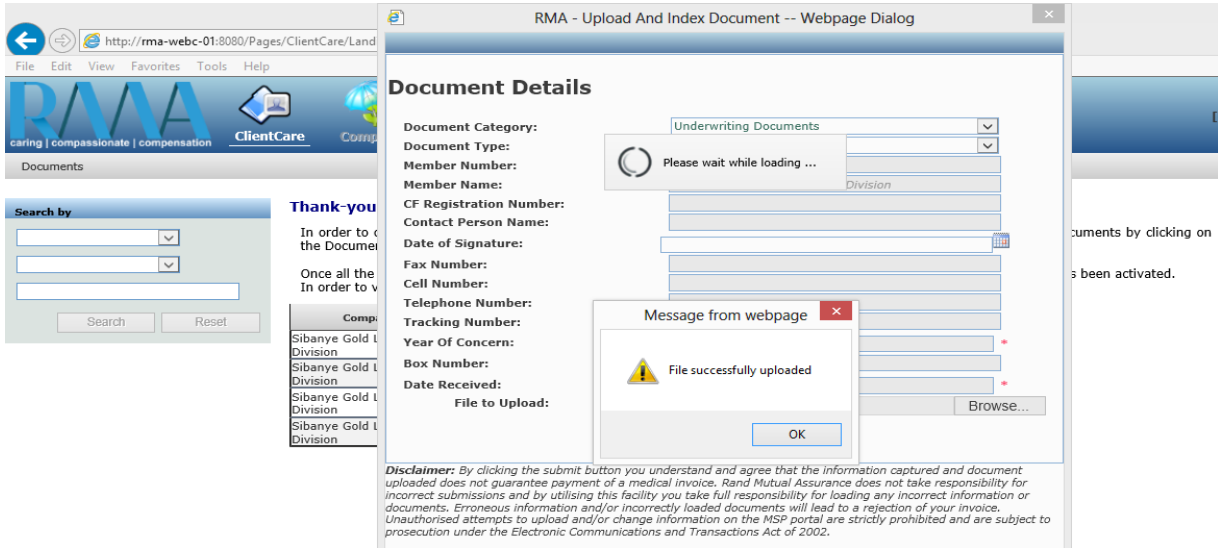 RMA - Upload And Index Document -- Webpage Dialog
http://rma-webc-01:8080/Pages/ClientCare/Land
File Edit View Favorites Tools Help
RMA
caring | compassionate | compensation
ClientCare
Comp
Documents
Search by
Search Reset
Thank-you
In order to
the Documen
Once all the
In order to v
Compa
Sibanye Gold L
Division
Sibanye Gold L
Division
Sibanye Gold L
Division
Sibanye Gold L
Division
Document Details
Document Category: Underwriting Documents
Document Type:
Please wait while loading ...
Member Number:
Member Name: Division
CF Registration Number:
Contact Person Name:
Date of Signature:
Fax Number:
Cell Number:
Telephone Number:
Tracking Number:
Year Of Concern: *
Box Number:
Date Received: *
File to Upload: Browse...
Message from webpage
File successfully uploaded
OK
Disclaimer: By clicking the submit button you understand and agree that the information captured and document
uploaded does not guarantee payment of a medical invoice. Rand Mutual Assurance does not take responsibility for
incorrect submissions and by utilising this facility you take full responsibility for loading any incorrect information or
documents. Erroneous information and/or incorrectly loaded documents will lead to a rejection of your invoice.
Unauthorised attempts to upload and/or change information on the MSP portal are strictly prohibited and are subject to
prosecution under the Electronic Communications and Transactions Act of 2002.
cuments by clicking on
s been activated.